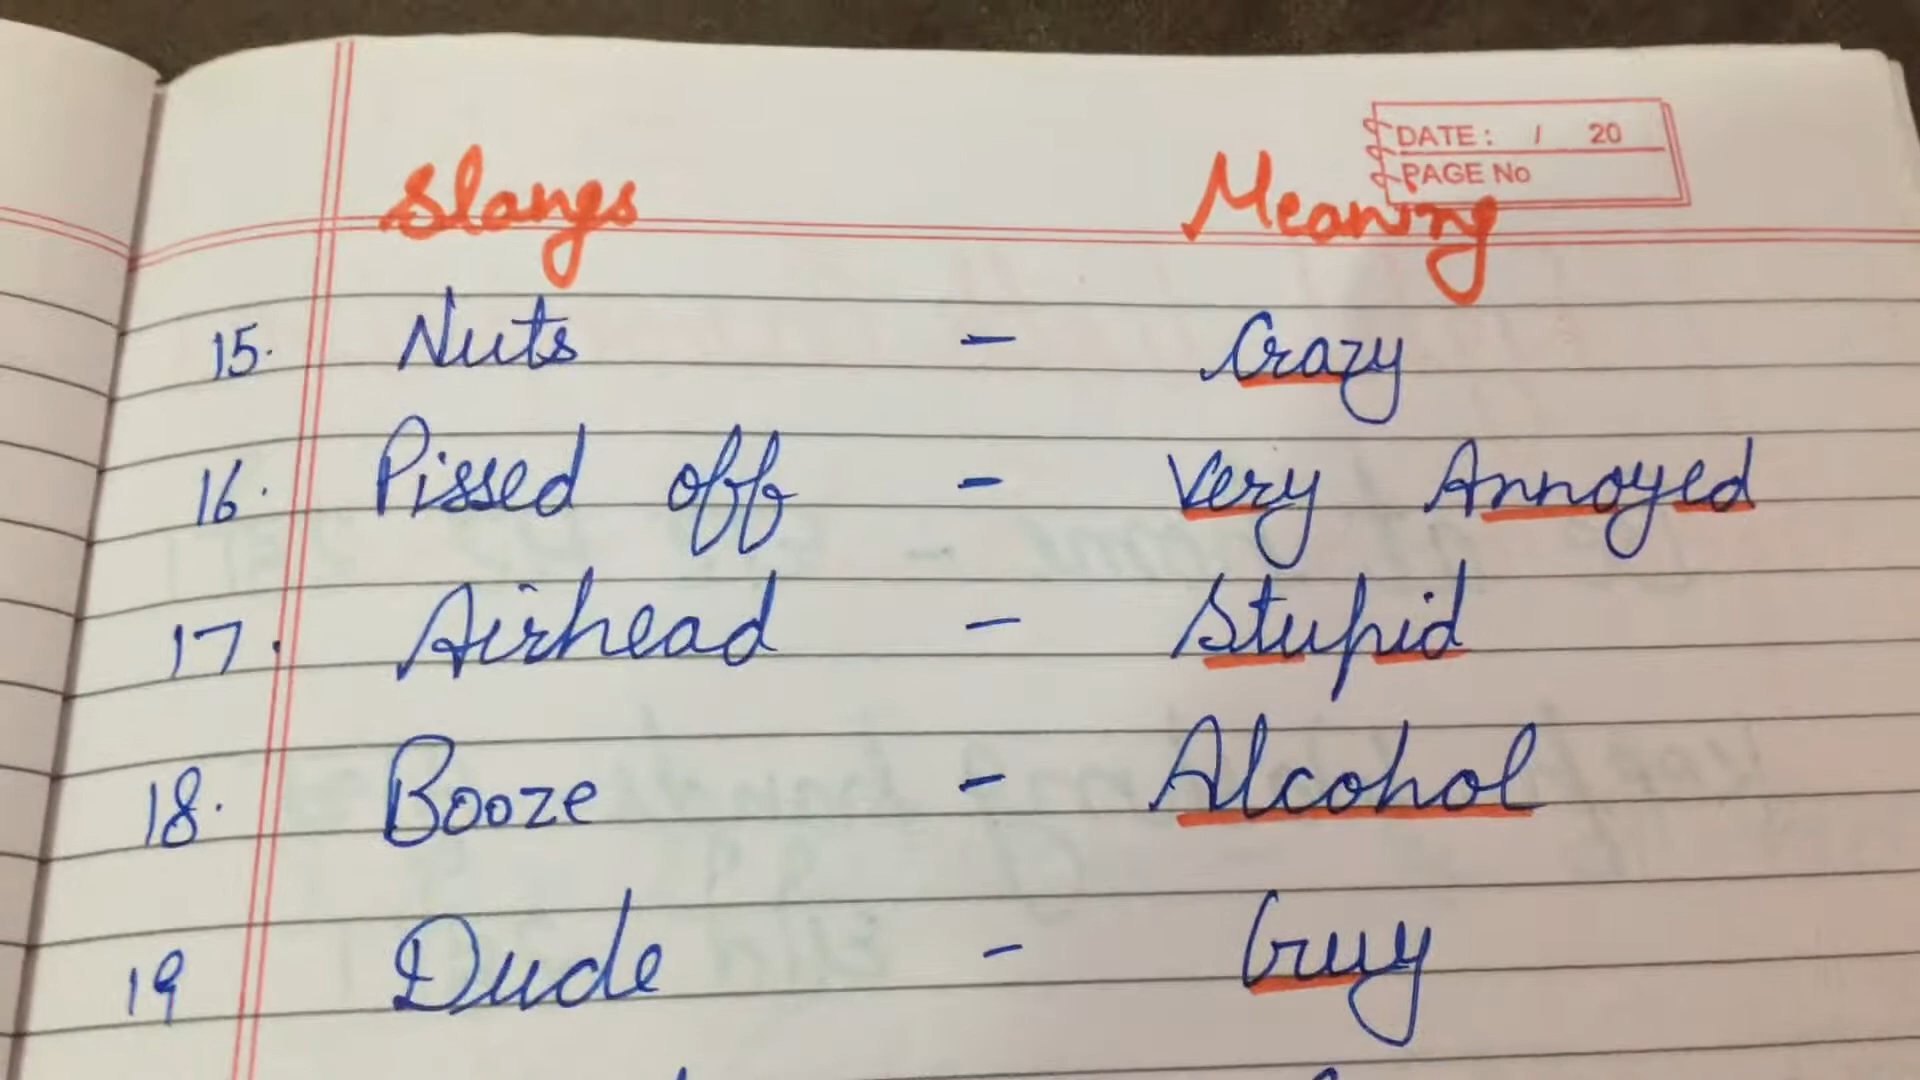 DATE: / 20
PAGE No
Slangs Meaning
15. Nuts - Crazy
16. Pissed off - Very Annoyed
17. Airhead - Stupid
18. Booze - Alcohol
19 Dude - Guy